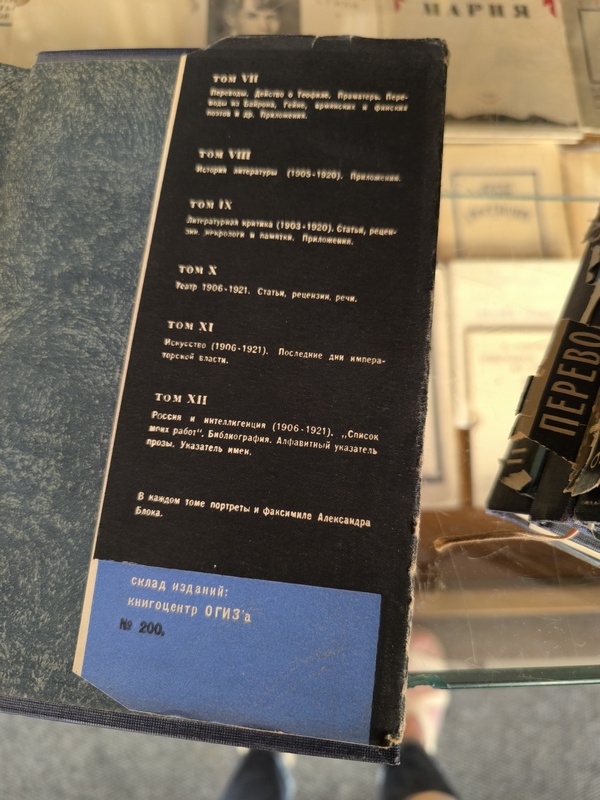 МАРИЯ
ТОМ VII
Переводы. Действо о Теофиле. Праматерь. Пере-
воды из Байрона, Гейне, армянских и финских
поэтов и др. Приложения.
ТОМ VIII
История литературы (1905-1920). Приложения.
ТОМ IX
Литературная критика (1903-1920). Статьи, рецен-
зии, некрологи и памятки. Приложения.
ТОМ X
Театр 1906-1921. Статьи, рецензии, речи.
ТОМ XI
Искусство (1906-1921). Последние дни импера-
торской власти.
ТОМ XII
Россия и интеллигенция (1906-1921). „Список
моих работ“. Библиография. Алфавитный указатель
прозы. Указатель имен.
В каждом томе портреты и факсимиле Александра
Блока.
склад изданий:
книгоцентр ОГИЗ'а
№ 200.
ПЕРЕВО